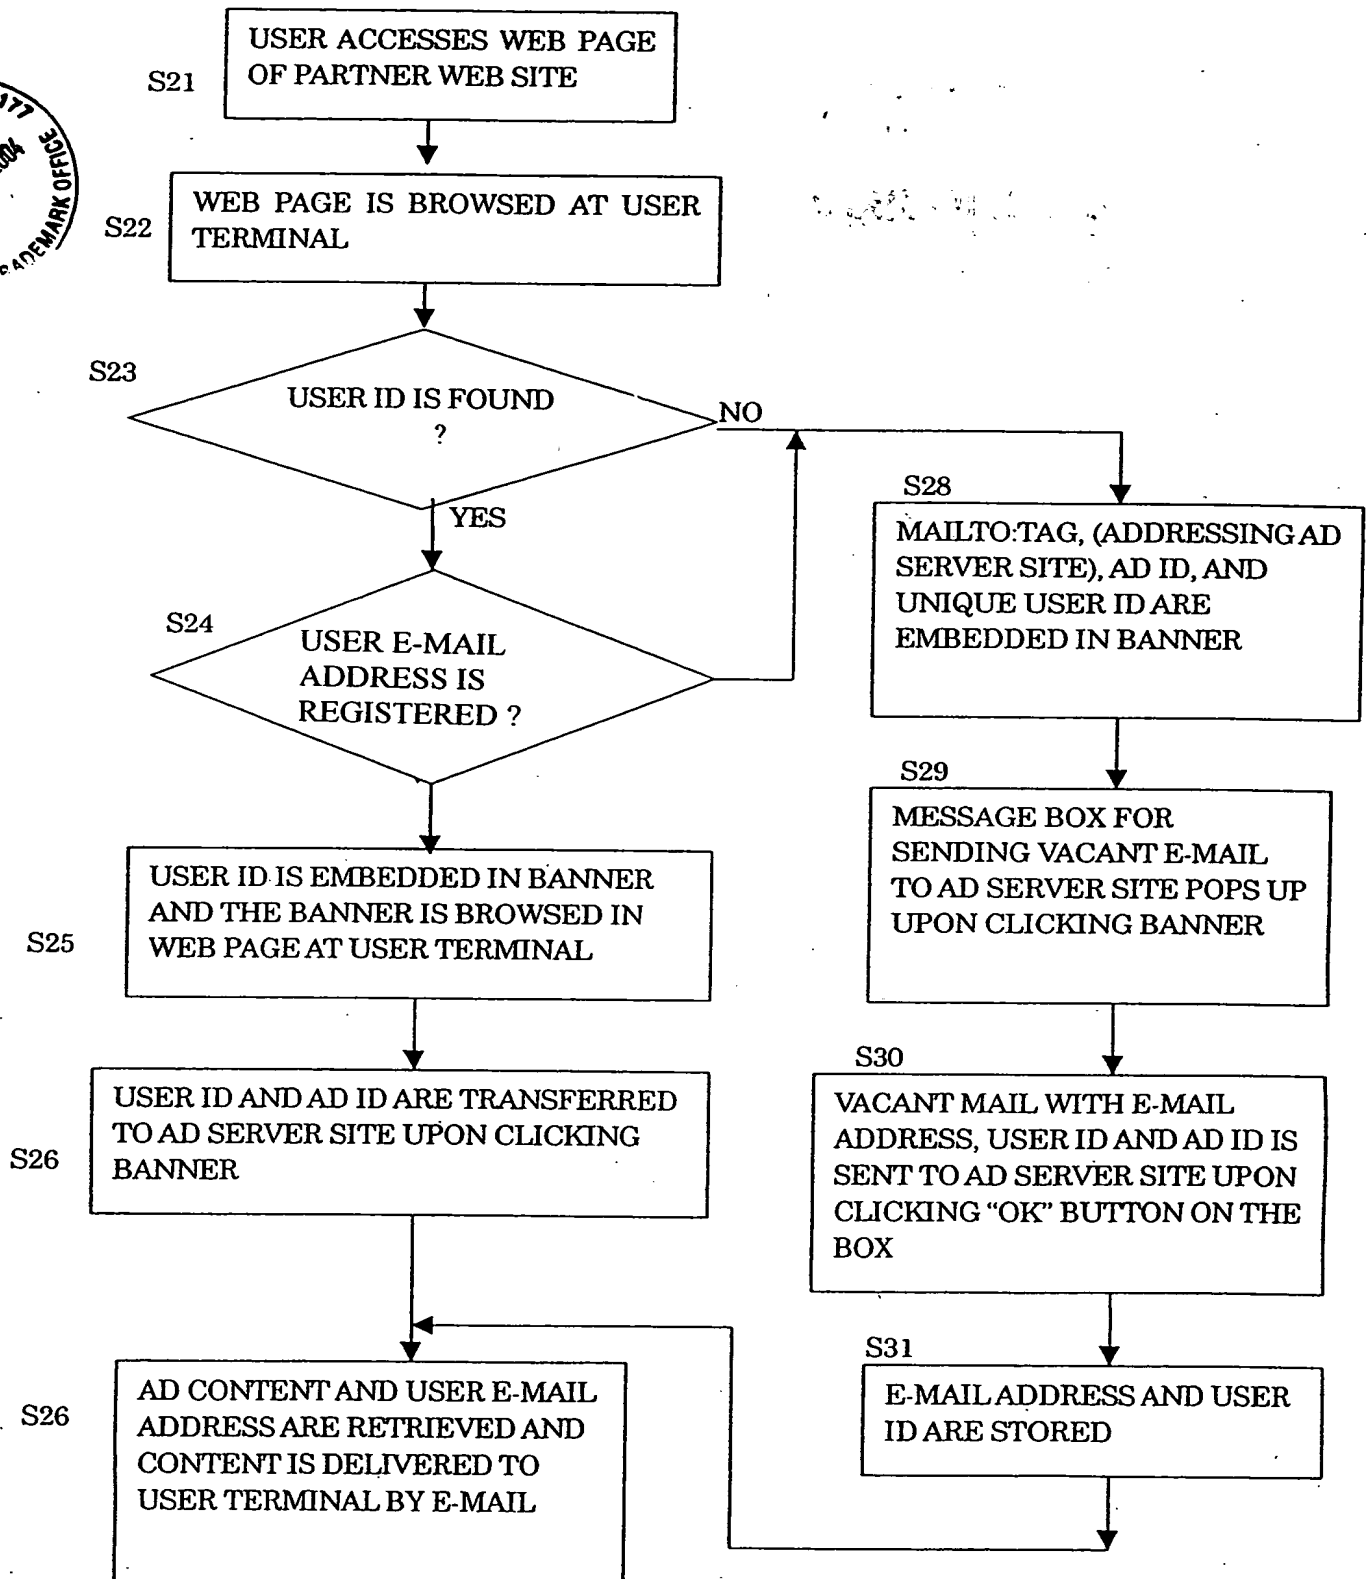 USER ACCESSES WEB PAGE
OF PARTNER WEB SITE
S21
WEB PAGE IS BROWSED AT USER
TERMINAL
S22
S23
USER ID IS FOUND
?
NO
YES
S24
USER E-MAIL
ADDRESS IS
REGISTERED ?
USER ID IS EMBEDDED IN BANNER
AND THE BANNER IS BROWSED IN
WEB PAGE AT USER TERMINAL
S25
USER ID AND AD ID ARE TRANSFERRED
TO AD SERVER SITE UPON CLICKING
BANNER
S26
AD CONTENT AND USER E-MAIL
ADDRESS ARE RETRIEVED AND
CONTENT IS DELIVERED TO
USER TERMINAL BY E-MAIL
S26
S28
MAILTO:TAG, (ADDRESSING AD
SERVER SITE), AD ID, AND
UNIQUE USER ID ARE
EMBEDDED IN BANNER
S29
MESSAGE BOX FOR
SENDING VACANT E-MAIL
TO AD SERVER SITE POPS UP
UPON CLICKING BANNER
S30
VACANT MAIL WITH E-MAIL
ADDRESS, USER ID AND AD ID IS
SENT TO AD SERVER SITE UPON
CLICKING “OK” BUTTON ON THE
BOX
S31
E-MAIL ADDRESS AND USER
ID ARE STORED
OFFICE